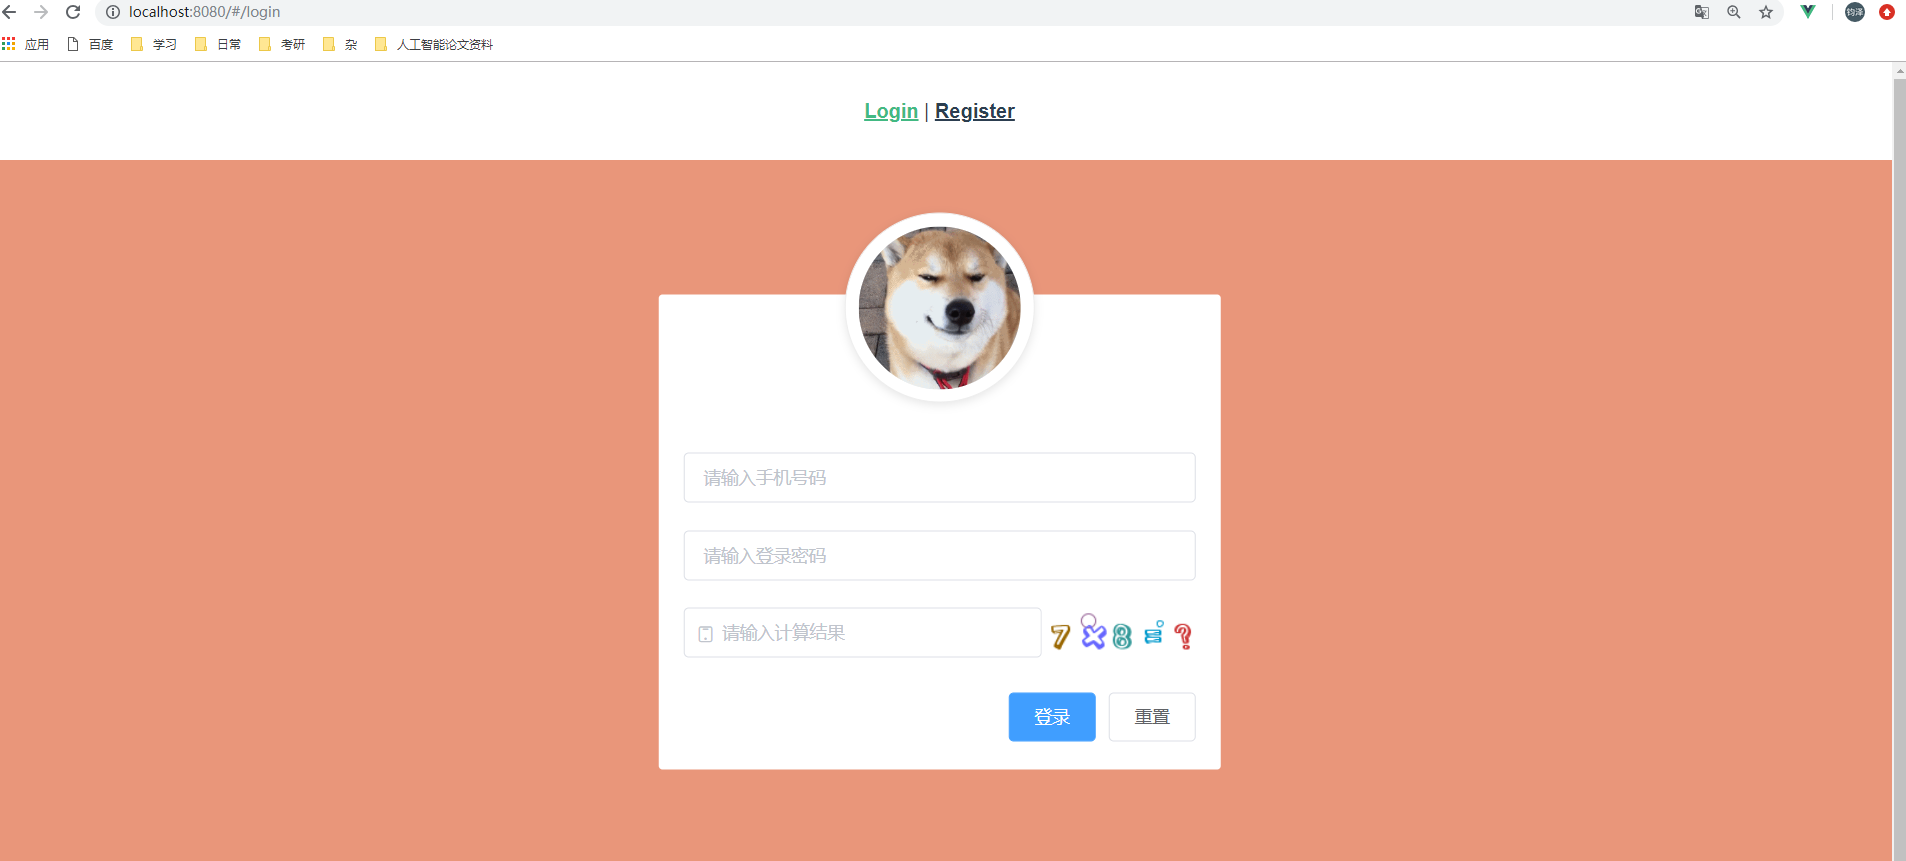 localhost:8080/#/login
钧泽
应用 百度 学习 日常 考研 杂 人工智能论文资料
Login | Register
请输入手机号码
请输入登录密码
请输入计算结果 7×8=?
登录 重置